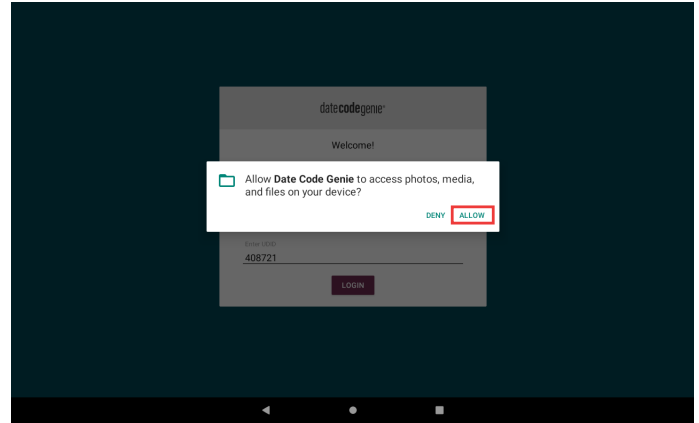 datecodegenie®
Welcome!
Allow Date Code Genie to access photos, media,
and files on your device?
DENY ALLOW
Enter UDID
408721
LOGIN